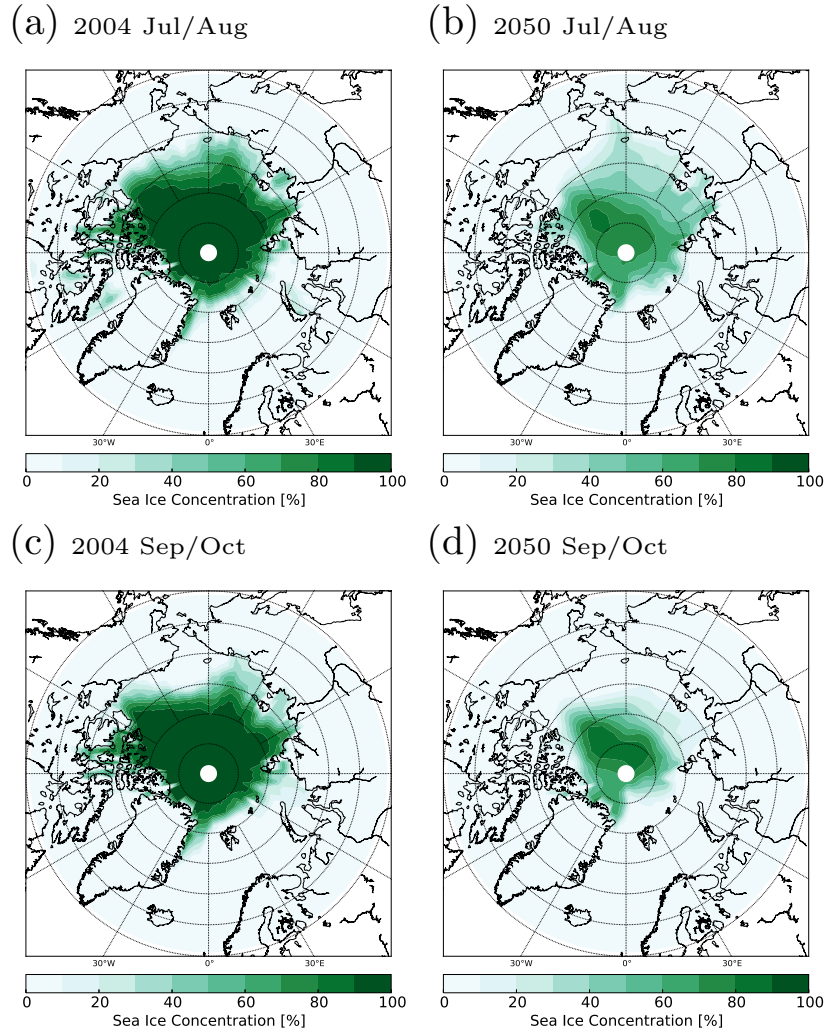 (a) 2004 Jul/Aug
(b) 2050 Jul/Aug
30°W 0° 30°E
30°W 0° 30°E
0 20 40 60 80 100
Sea Ice Concentration [%]
0 20 40 60 80 100
Sea Ice Concentration [%]
(c) 2004 Sep/Oct
(d) 2050 Sep/Oct
30°W 0° 30°E
30°W 0° 30°E
0 20 40 60 80 100
Sea Ice Concentration [%]
0 20 40 60 80 100
Sea Ice Concentration [%]